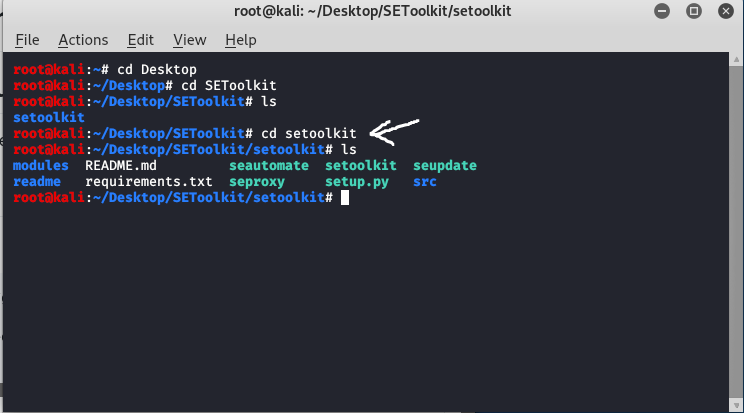 root@kali: ~/Desktop/SEToolkit/setoolkit
File Actions Edit View Help
root@kali:~# cd Desktop
root@kali:~/Desktop# cd SEToolkit
root@kali:~/Desktop/SEToolkit# ls
setoolkit
root@kali:~/Desktop/SEToolkit# cd setoolkit
root@kali:~/Desktop/SEToolkit/setoolkit# ls
modules README.md seautomate setoolkit seupdate
readme requirements.txt seproxy setup.py src
root@kali:~/Desktop/SEToolkit/setoolkit#